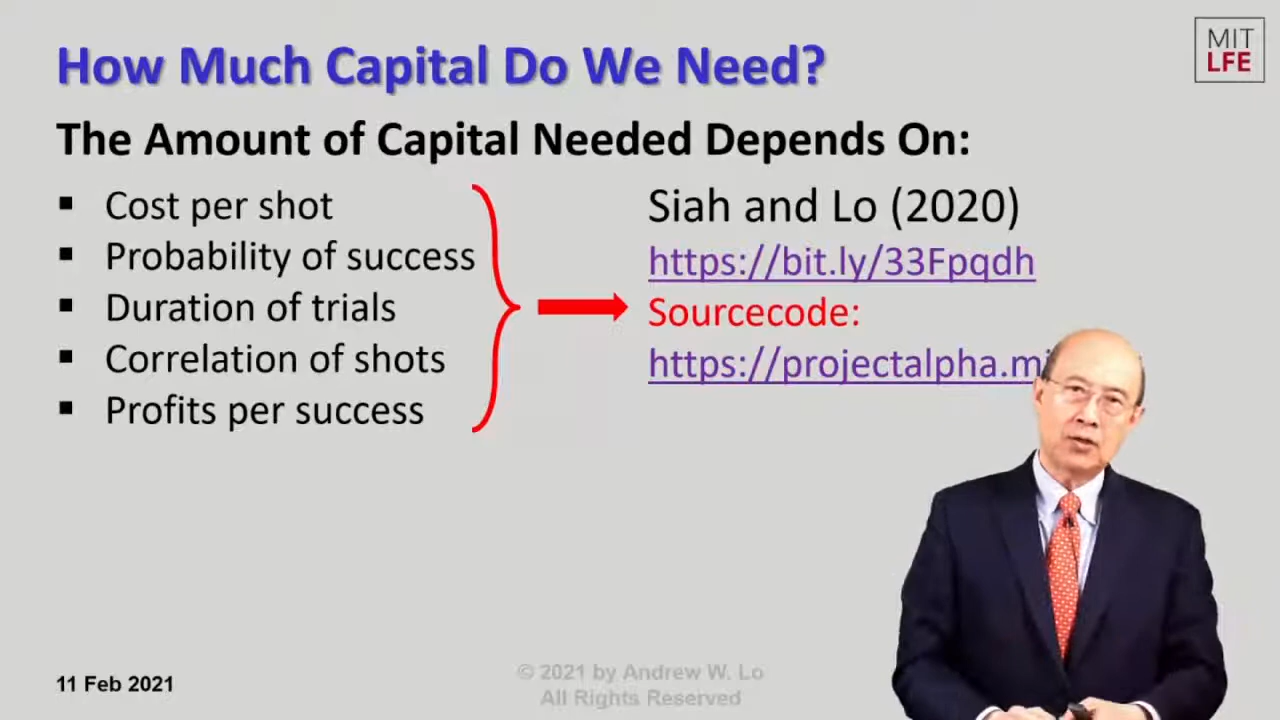 How Much Capital Do We Need?
MIT
LFE
The Amount of Capital Needed Depends On:
▪ Cost per shot
▪ Probability of success
▪ Duration of trials
▪ Correlation of shots
▪ Profits per success
Siah and Lo (2020)
https://bit.ly/33Fpqdh
Sourcecode:
https://projectalpha.mi
11 Feb 2021
© 2021 by Andrew W. Lo
All Rights Reserved